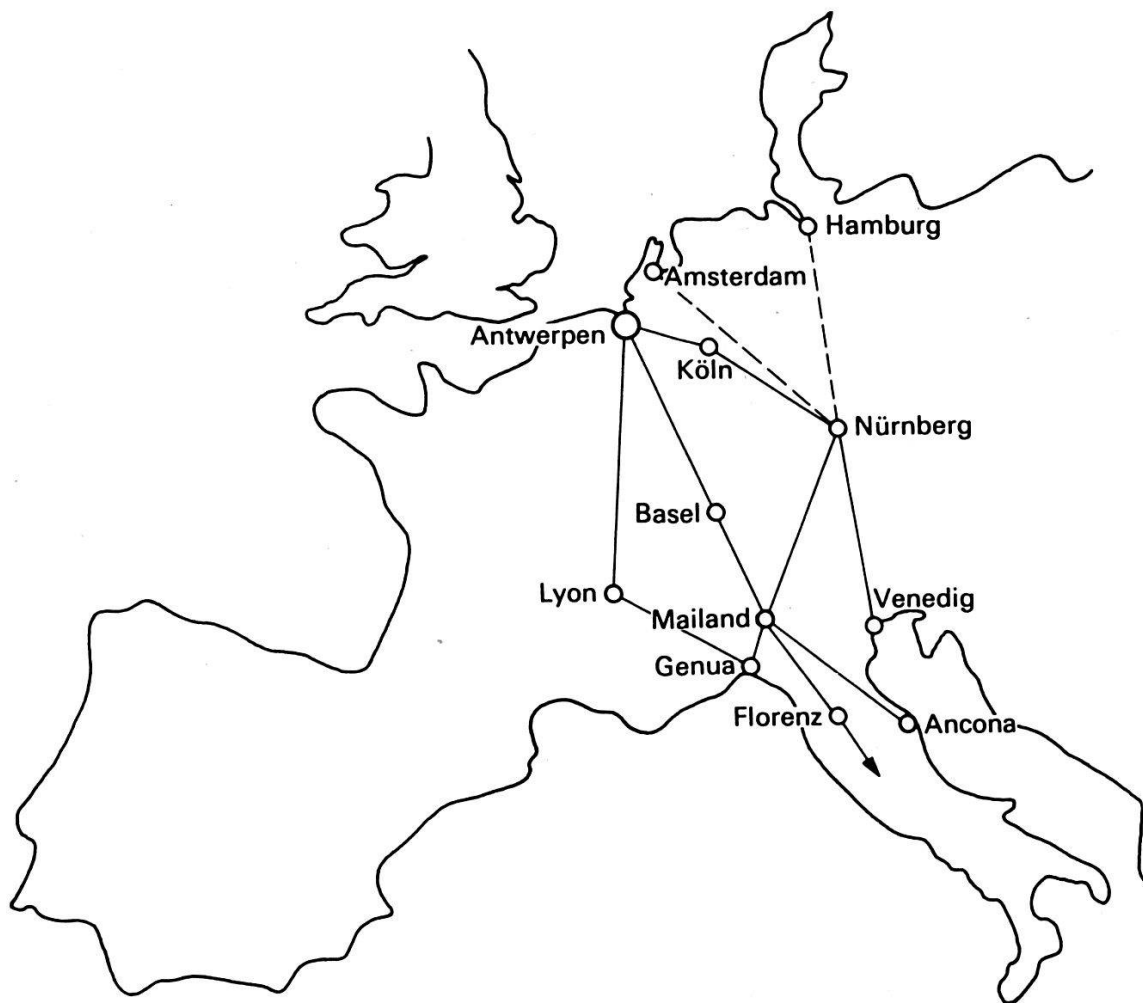 Hamburg
Amsterdam
Antwerpen
Köln
Nürnberg
Basel
Lyon
Venedig
Mailand
Genua
Florenz
Ancona